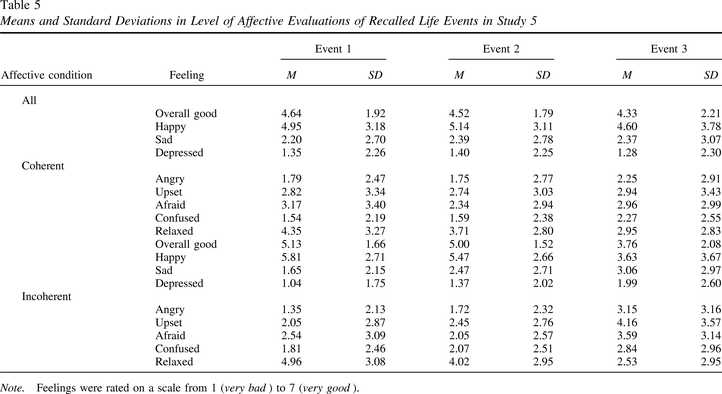 Table 5
Means and Standard Deviations in Level of Affective Evaluations of Recalled Life Events in Study 5
Event 1 Event 2 Event 3
Affective condition Feeling M SD M SD M SD
All
Overall good 4.64 1.92 4.52 1.79 4.33 2.21
Happy 4.95 3.18 5.14 3.11 4.60 3.78
Sad 2.20 2.70 2.39 2.78 2.37 3.07
Depressed 1.35 2.26 1.40 2.25 1.28 2.30
Coherent
Angry 1.79 2.47 1.75 2.77 2.25 2.91
Upset 2.82 3.34 2.74 3.03 2.94 3.43
Afraid 3.17 3.40 2.34 2.94 2.96 2.99
Confused 1.54 2.19 1.59 2.38 2.27 2.55
Relaxed 4.35 3.27 3.71 2.80 2.95 2.83
Overall good 5.13 1.66 5.00 1.52 3.76 2.08
Happy 5.81 2.71 5.47 2.66 3.63 3.67
Sad 1.65 2.15 2.47 2.71 3.06 2.97
Depressed 1.04 1.75 1.37 2.02 1.99 2.60
Incoherent
Angry 1.35 2.13 1.72 2.32 3.15 3.16
Upset 2.05 2.87 2.45 2.76 4.16 3.57
Afraid 2.54 3.09 2.05 2.57 3.59 3.14
Confused 1.81 2.46 2.07 2.51 2.84 2.96
Relaxed 4.96 3.08 4.02 2.95 2.53 2.95
Note. Feelings were rated on a scale from 1 (very bad ) to 7 (very good ).